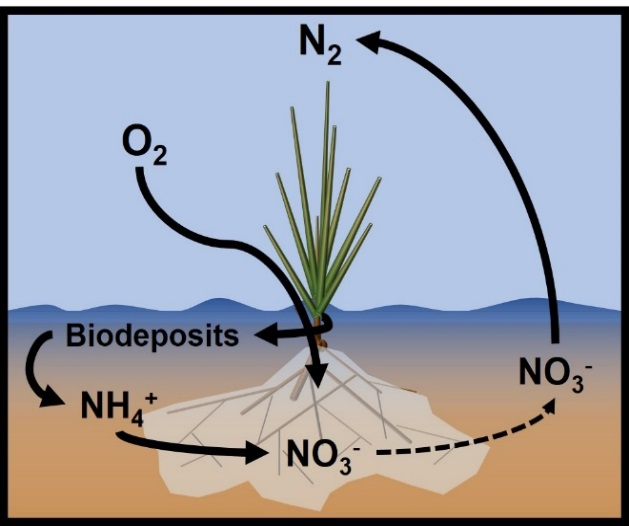 N₂
O₂
Biodeposits
NH₄⁺
NO₃⁻
NO₃⁻